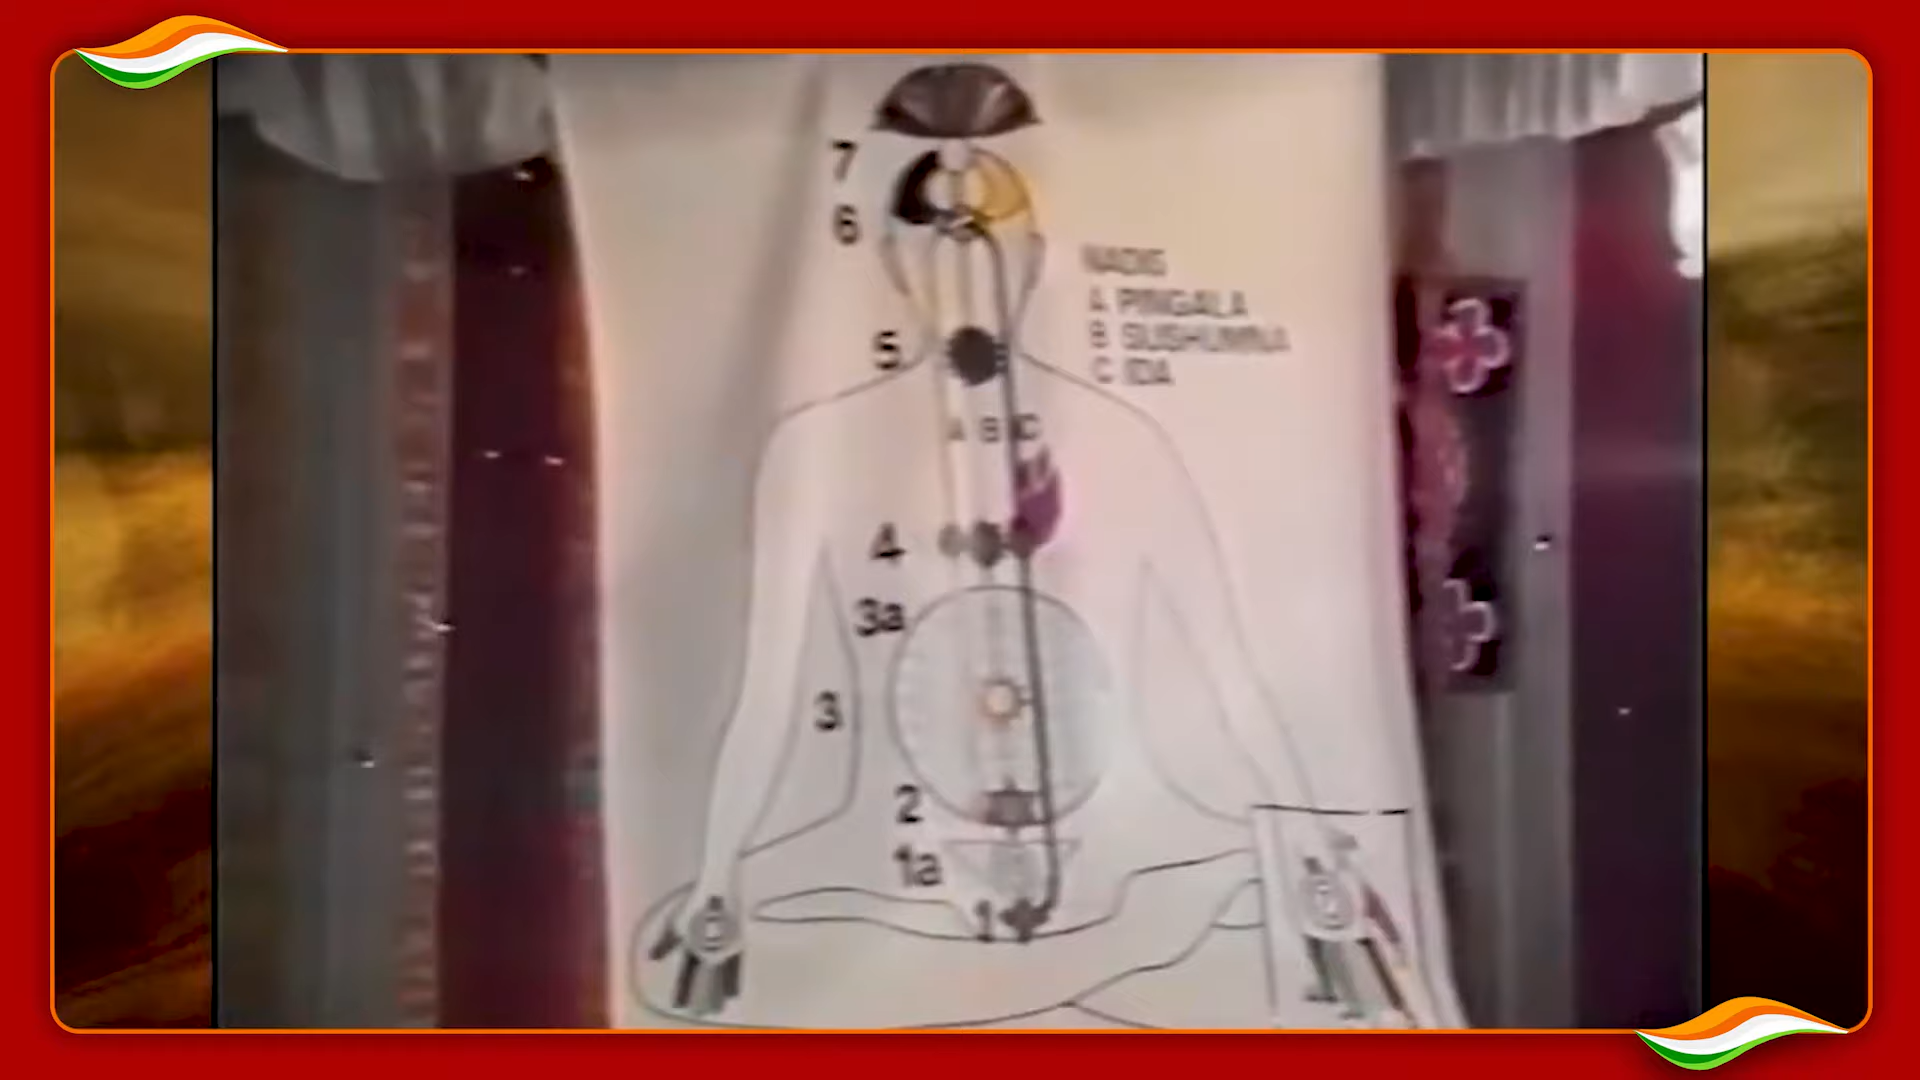 7
6
NADIS
A PINGALA
B SUSHUMNA
5
C IDA
A B C
4
3a
3
2
1a
1